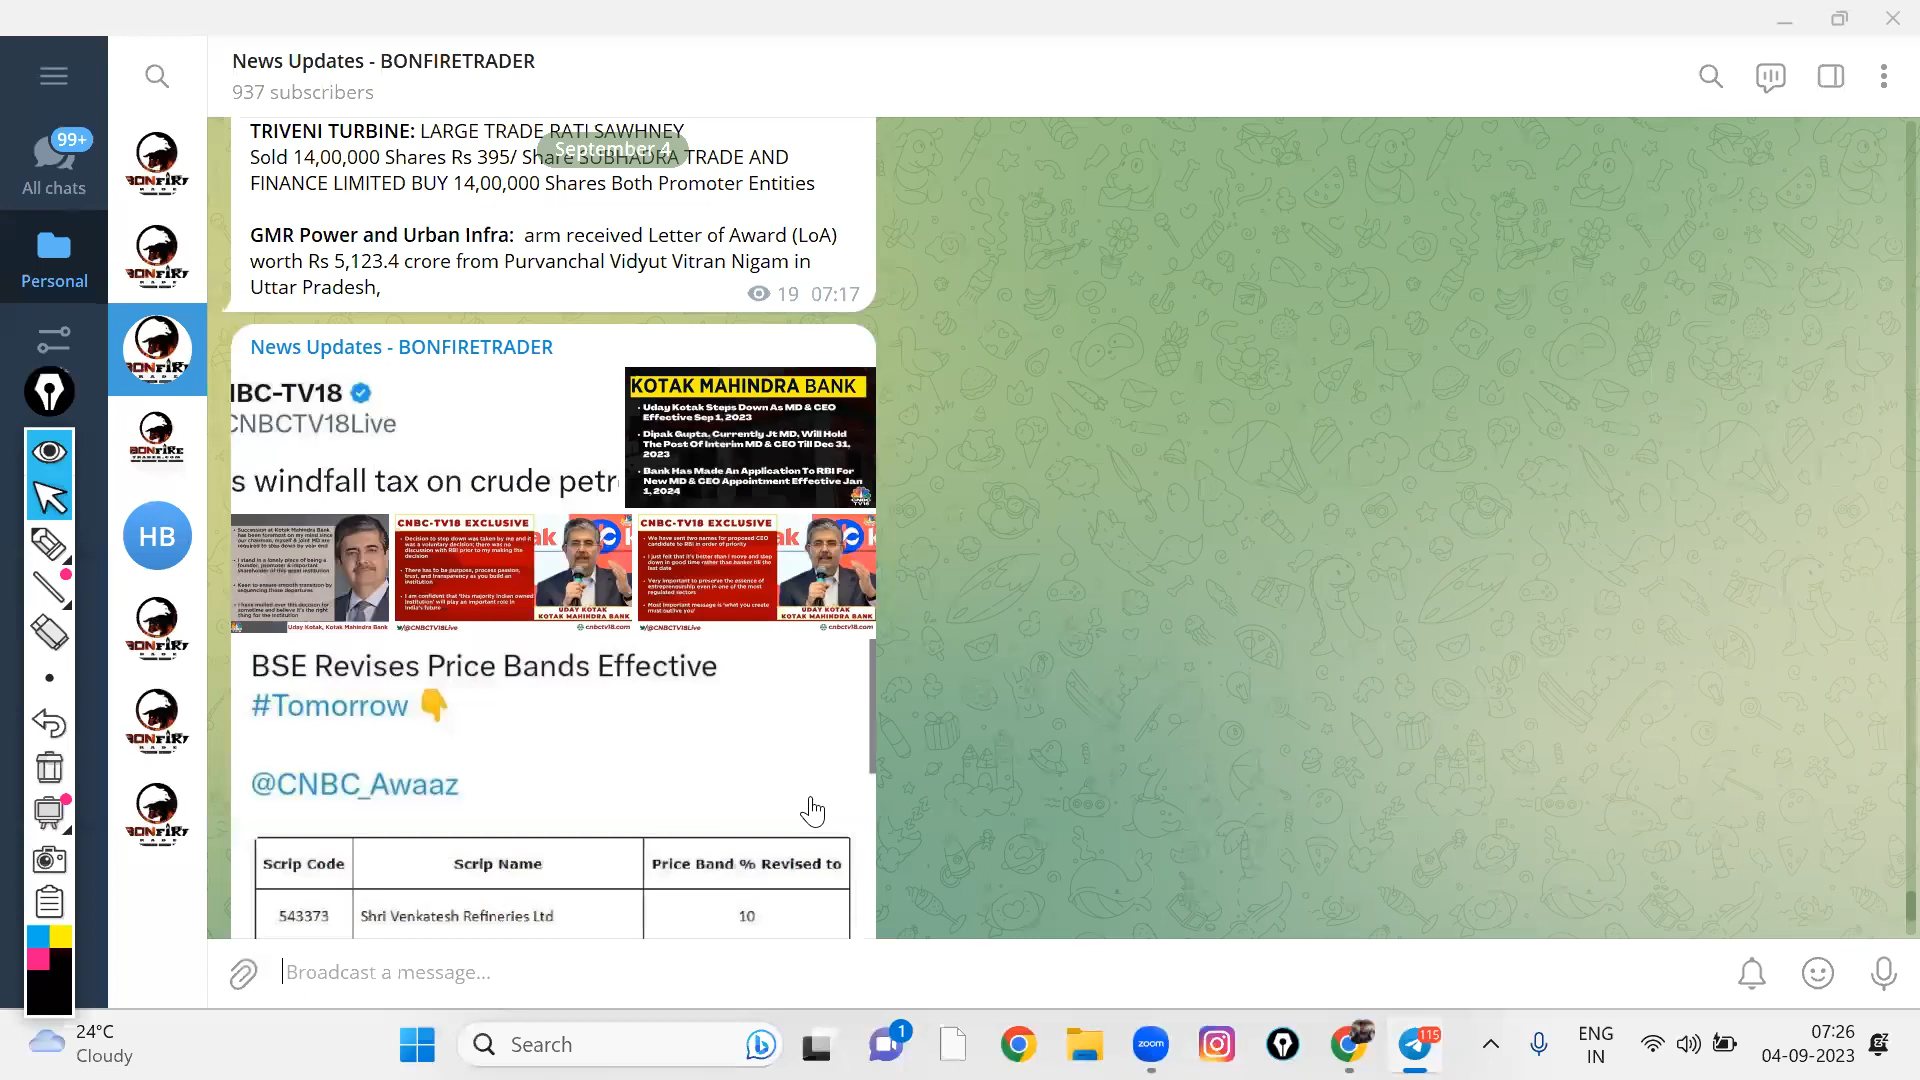 News Updates - BONFIRETRADER
937 subscribers
99+
All chats
Personal
HB
TRIVENI TURBINE: LARGE TRADE RATI SAWHNEY
September 4
Sold 14,00,000 Shares Rs 395/ Share SUBHADRA TRADE AND
FINANCE LIMITED BUY 14,00,000 Shares Both Promoter Entities
GMR Power and Urban Infra: arm received Letter of Award (LoA)
worth Rs 5,123.4 crore from Purvanchal Vidyut Vitran Nigam in
Uttar Pradesh,
19 07:17
News Updates - BONFIRETRADER
NBC-TV18
CNBCTV18Live
s windfall tax on crude petr
KOTAK MAHINDRA BANK
Uday Kotak Steps Down As MD & CEO
Effective Sep 1, 2023
Dipak Gupta, Currently Jt MD, Will Hold
The Post Of Interim MD & CEO Till Dec 31,
2023
Bank Has Made An Application To RBI For
New MD & CEO Appointment Effective Jan
1, 2024
Succession at Kotak Mahindra Bank
has been foremost on my mind since
our chairman, myself & joint MD are
required to step down by year end
I stand in a lonely place of being a
founder, promoter & important
shareholder of this great institution
Keen to ensure smooth transition by
sequencing these departures
I have mulled over this decision for
sometime and believe it's the right
thing for the institution
Uday Kotak, Kotak Mahindra Bank
CNBC-TV18 EXCLUSIVE
Decision to step down was taken by me and it
was a voluntary decision; there was no
discussion with RBI prior to my making the
decision
There has to be purpose, process passion,
trust, and transparency as you build an
institution
I am confident that 'this majority Indian owned
institution' will play an important role in
India's future
ak
UDAY KOTAK
KOTAK MAHINDRA BANK
@CNBCTV18Live
cnbctv18.com
CNBC-TV18 EXCLUSIVE
We have sent two names for proposed CEO
candidate to RBI in order of priority
I just felt that it's better than I move and step
down in good time rather than banker till the
last date
Very important to preserve the essence of
entrepreneurship even in one of the most
regulated sectors
Most important message is 'what you create
must outlive you'
ak
UDAY KOTAK
KOTAK MAHINDRA BANK
@CNBCTV18Live
cnbctv18.com
BSE Revises Price Bands Effective
#Tomorrow
@CNBC_Awaaz
Scrip Code Scrip Name Price Band % Revised to
543373 Shri Venkatesh Refineries Ltd 10
Broadcast a message...
24°C
Cloudy
Search
1
zoom
115
ENG
IN
07:26
04-09-2023